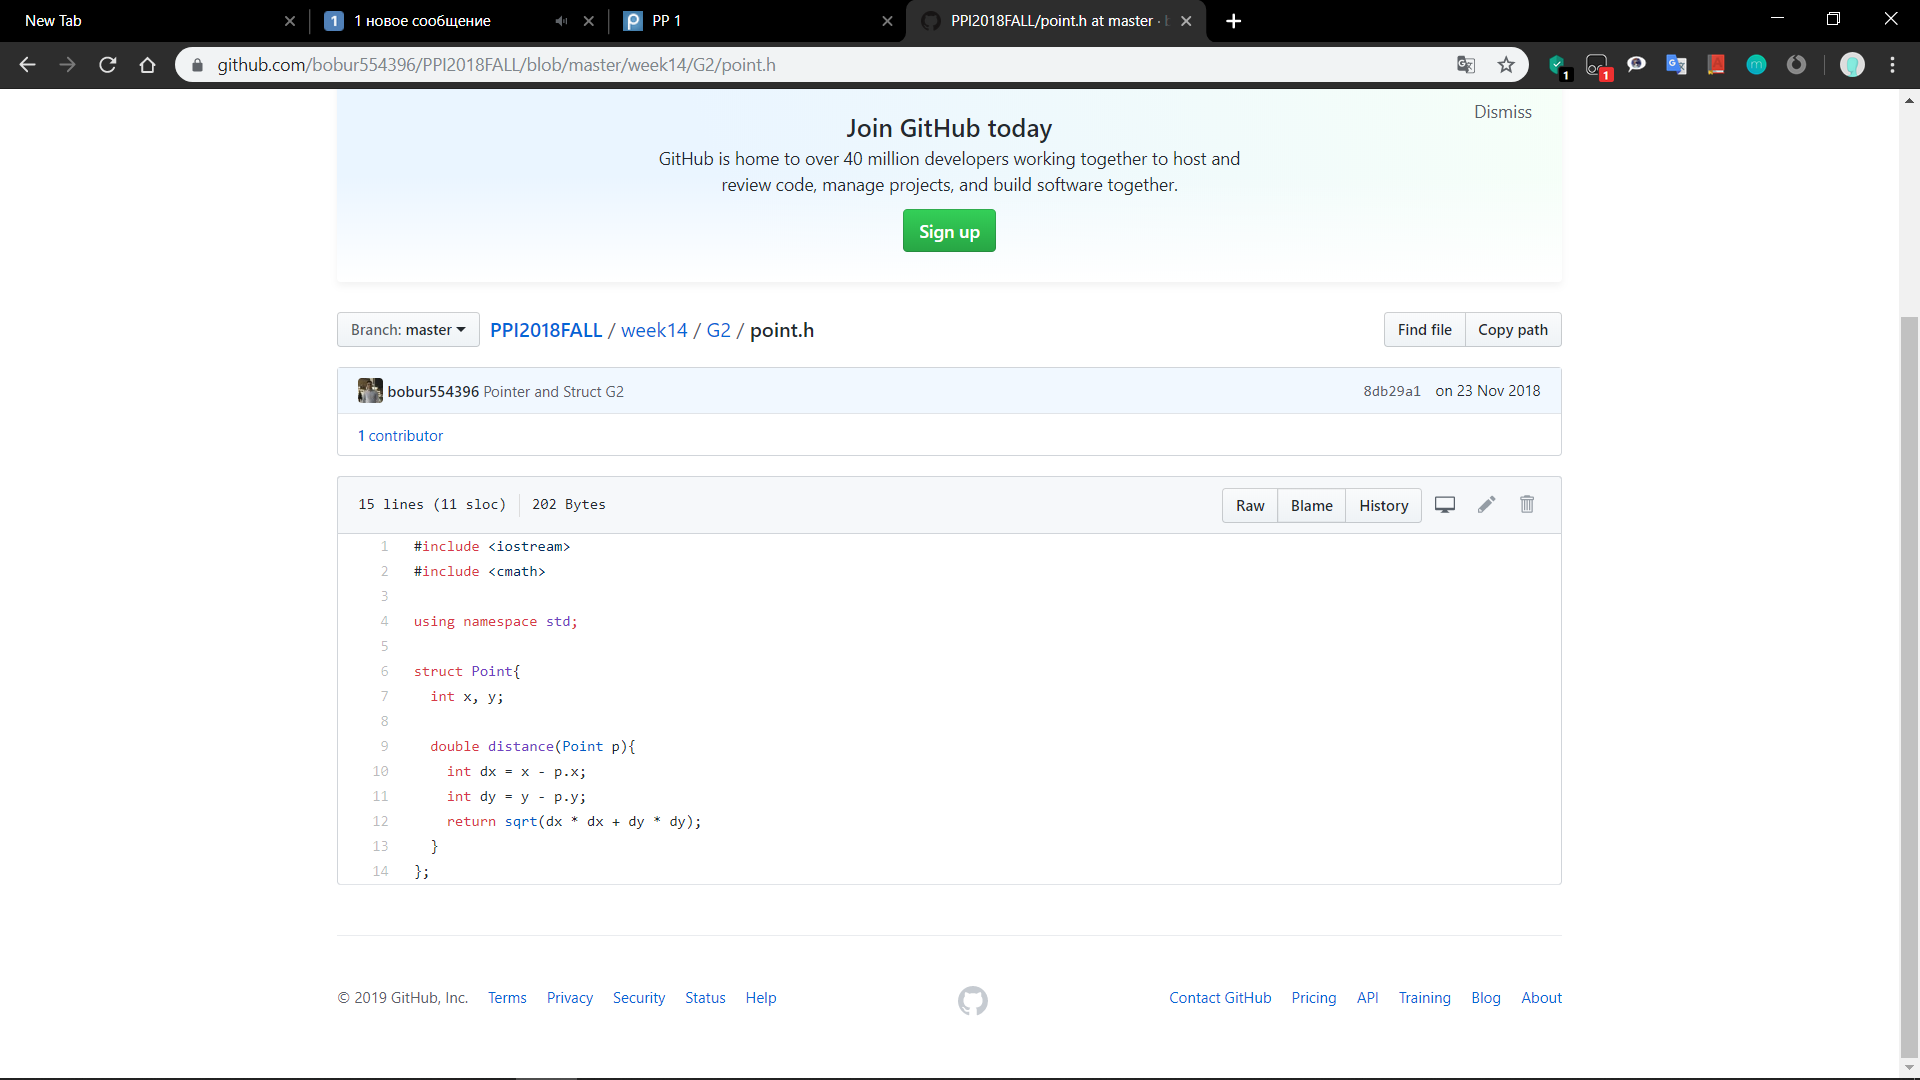 New Tab
1 1 новое сообщение
PP 1
PPI2018FALL/point.h at master ·
github.com/bobur554396/PPI2018FALL/blob/master/week14/G2/point.h
1
1
Dismiss
Join GitHub today
GitHub is home to over 40 million developers working together to host and
review code, manage projects, and build software together.
Sign up
Branch: master
PPI2018FALL / week14 / G2 / point.h
Find file
Copy path
bobur554396 Pointer and Struct G2
8db29a1 on 23 Nov 2018
1 contributor
15 lines (11 sloc) 202 Bytes
Raw
Blame
History
1 #include <iostream>
2 #include <cmath>
3
4 using namespace std;
5
6 struct Point{
7 int x, y;
8
9 double distance(Point p){
10 int dx = x - p.x;
11 int dy = y - p.y;
12 return sqrt(dx * dx + dy * dy);
13 }
14 };
© 2019 GitHub, Inc. Terms Privacy Security Status Help
Contact GitHub Pricing API Training Blog About